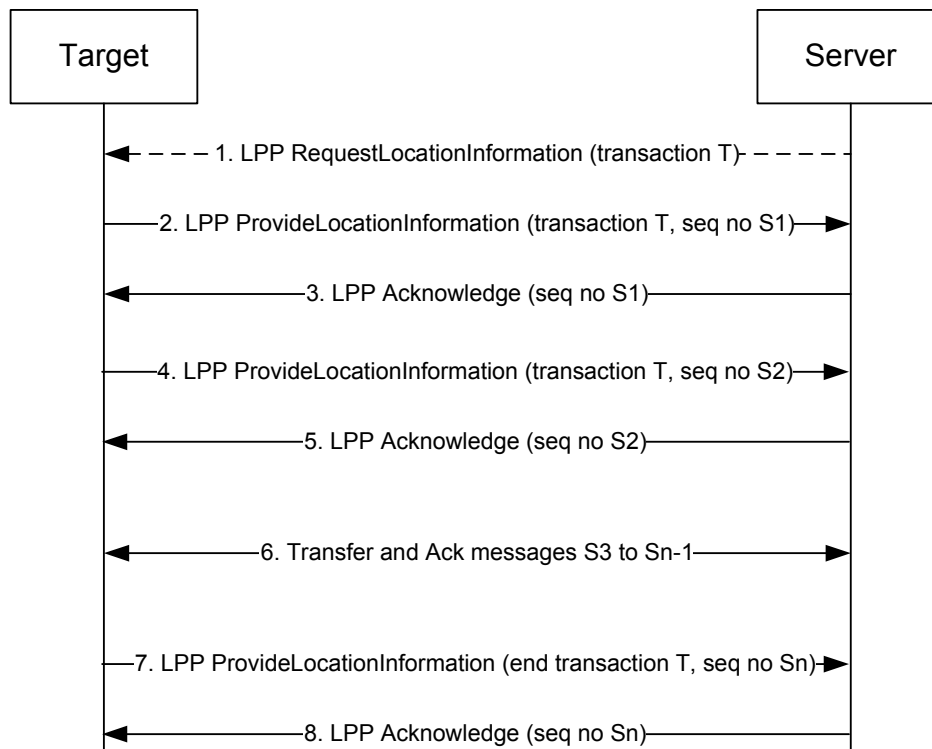 Target
Server
1. LPP RequestLocationInformation (transaction T)
2. LPP ProvideLocationInformation (transaction T, seq no S1)
3. LPP Acknowledge (seq no S1)
4. LPP ProvideLocationInformation (transaction T, seq no S2)
5. LPP Acknowledge (seq no S2)
6. Transfer and Ack messages S3 to Sn-1
7. LPP ProvideLocationInformation (end transaction T, seq no Sn)
8. LPP Acknowledge (seq no Sn)